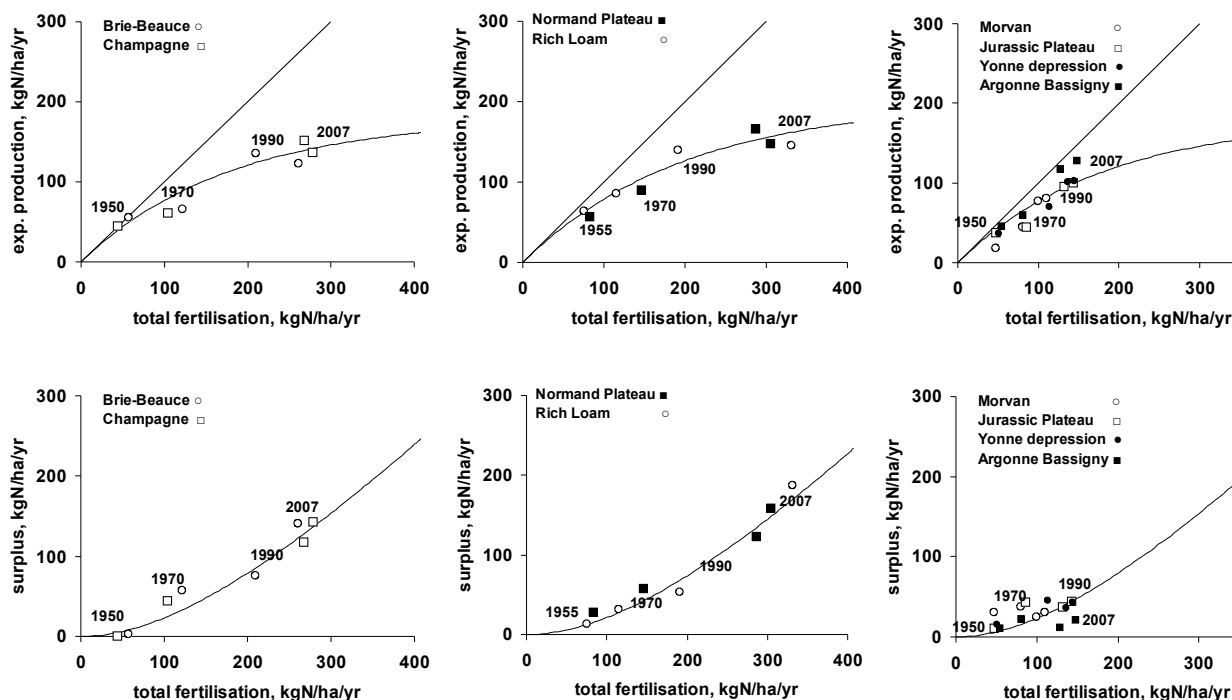 300
200
100
0
exp. production, kgN/ha/yr
Brie-Beauce
Champagne
1950
1970
1990
2007
0 100 200 300 400
total fertilisation, kgN/ha/yr
300
200
100
0
exp. production, kgN/ha/yr
Normand Plateau
Rich Loam
1955
1970
1990
2007
0 100 200 300 400
total fertilisation, kgN/ha/yr
300
200
100
0
exp. production, kgN/ha/yr
Morvan
Jurassic Plateau
Yonne depression
Argonne Bassigny
1950
1970
1990
2007
0 100 200 300
total fertilisation, kgN/ha/yr
300
200
100
0
surplus, kgN/ha/yr
Brie-Beauce
Champagne
1950
1970
1990
2007
0 100 200 300 400
total fertilisation, kgN/ha/yr
300
200
100
0
surplus, kgN/ha/yr
Normand Plateau
Rich Loam
1955
1970
1990
2007
0 100 200 300 400
total fertilisation, kgN/ha/yr
300
200
100
0
surplus, kgN/ha/yr
Morvan
Jurassic Plateau
Yonne depression
Argonne Bassigny
1950
1970
1990
2007
0 100 200 300
total fertilisation, kgN/ha/yr